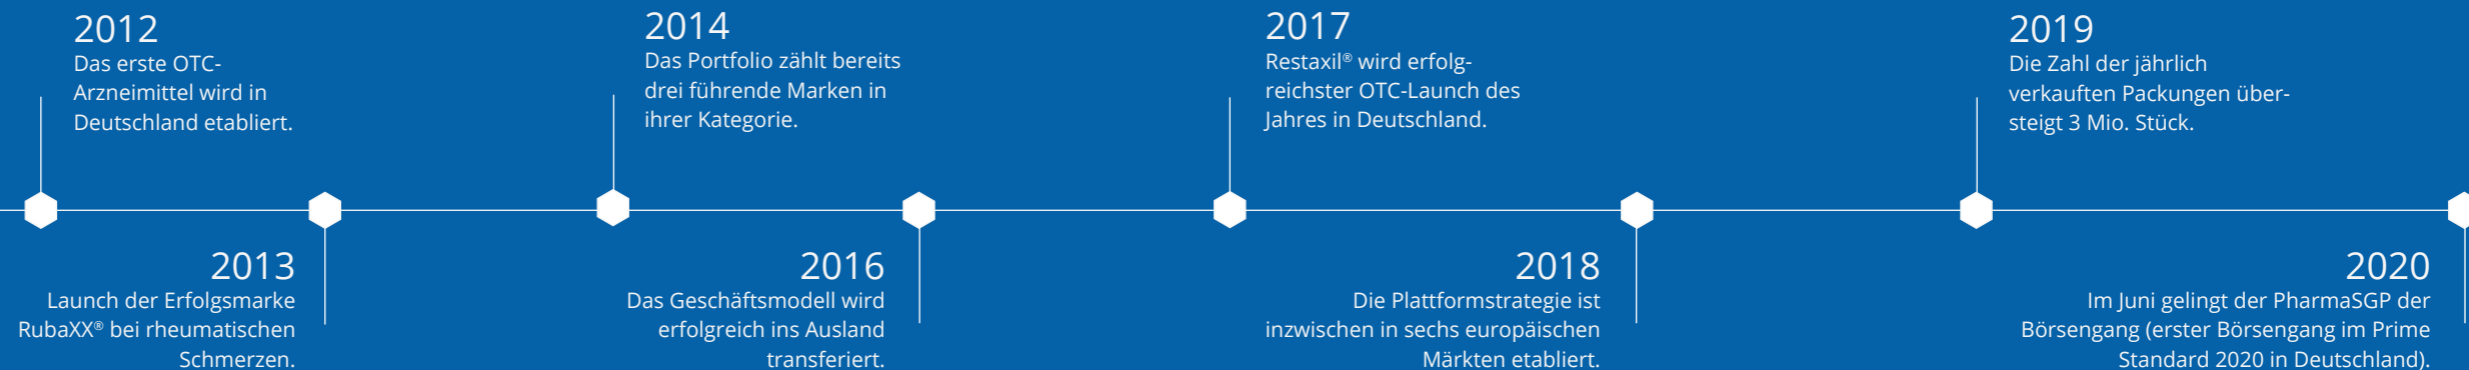 2012
Das erste OTC-
Arzneimittel wird in
Deutschland etabliert.
2013
Launch der Erfolgsmarke
RubaXX® bei rheumatischen
Schmerzen.
2014
Das Portfolio zählt bereits
drei führende Marken in
ihrer Kategorie.
2016
Das Geschäftsmodell wird
erfolgreich ins Ausland
transferiert.
2017
Restaxil® wird erfolg-
reichster OTC-Launch des
Jahres in Deutschland.
2018
Die Plattformstrategie ist
inzwischen in sechs europäischen
Märkten etabliert.
2019
Die Zahl der jährlich
verkauften Packungen über-
steigt 3 Mio. Stück.
2020
Im Juni gelingt der PharmaSGP der
Börsengang (erster Börsengang im Prime
Standard 2020 in Deutschland).